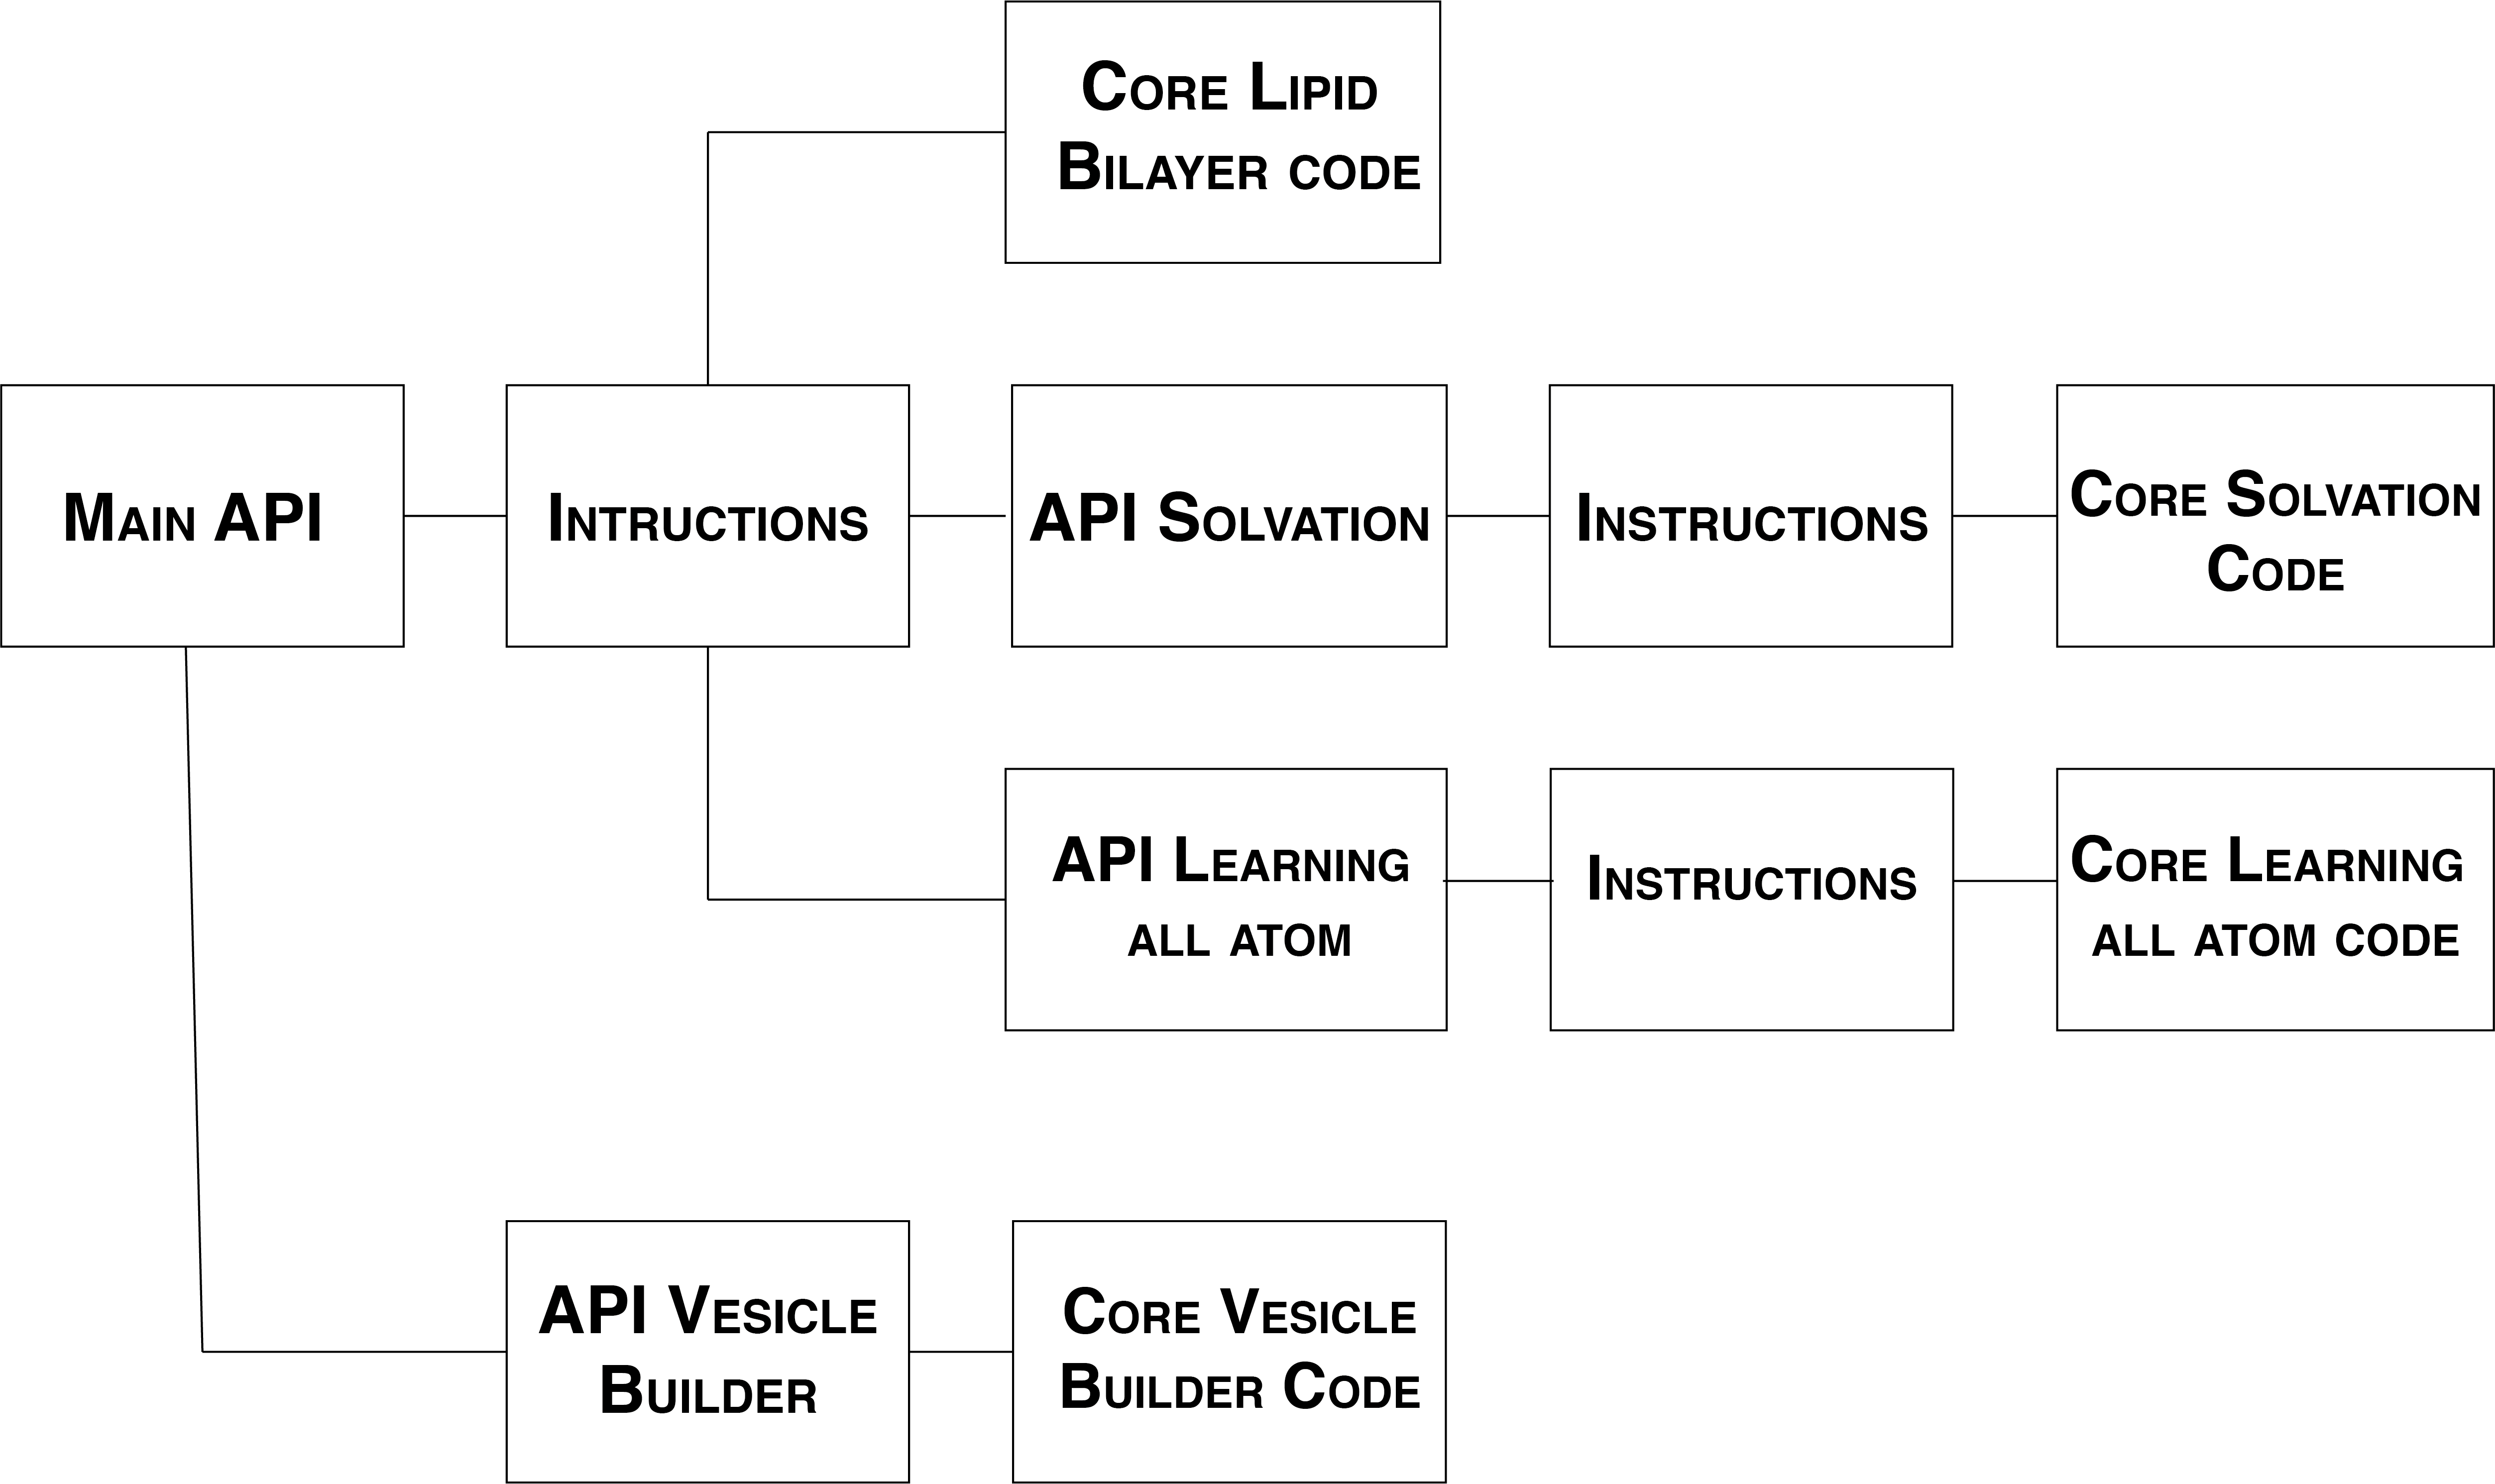 Core Lipid
Bilayer code
Main API
Intructions
API Solvation
Instructions
Core Solvation
Code
API Learning
all atom
Instructions
Core Learning
all atom code
API Vesicle
Builder
Core Vesicle
Builder Code